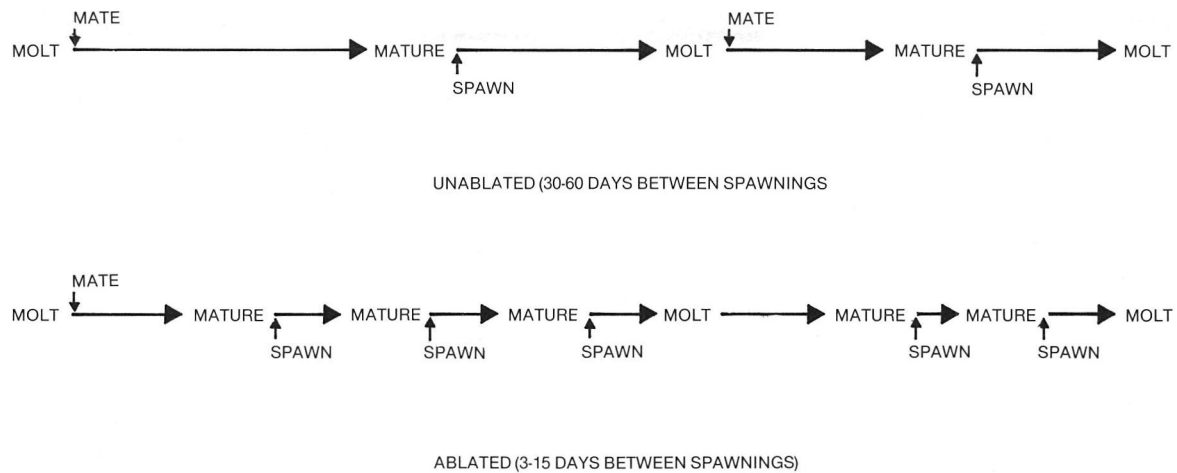 MATE MATE
MOLT MATURE MOLT MATURE MOLT
SPAWN SPAWN
UNABLATED (30-60 DAYS BETWEEN SPAWNINGS
MATE
MOLT MATURE MATURE MATURE MOLT MATURE MATURE MOLT
SPAWN SPAWN SPAWN SPAWN SPAWN
ABLATED (3-15 DAYS BETWEEN SPAWNINGS)